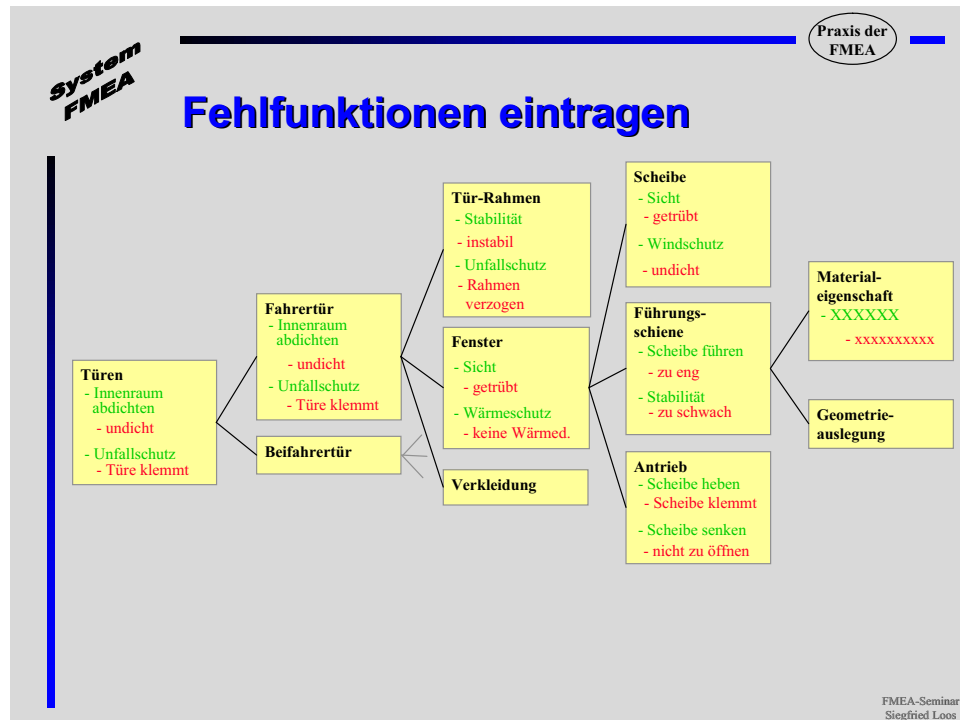 Praxis der
FMEA
System
FMEA
Fehlfunktionen eintragen
Türen
- Innenraum
abdichten
- undicht
- Unfallschutz
- Türe klemmt
Fahrertür
- Innenraum
abdichten
- undicht
- Unfallschutz
- Türe klemmt
Beifahrertür
Tür-Rahmen
- Stabilität
- instabil
- Unfallschutz
- Rahmen
verzogen
Fenster
- Sicht
- getrübt
- Wärmeschutz
- keine Wärmed.
Verkleidung
Scheibe
- Sicht
- getrübt
- Windschutz
- undicht
Führungs-
schiene
- Scheibe führen
- zu eng
- Stabilität
- zu schwach
Antrieb
- Scheibe heben
- Scheibe klemmt
- Scheibe senken
- nicht zu öffnen
Material-
eigenschaft
- XXXXXX
- xxxxxxxxxx
Geometrie-
auslegung
FMEA-Seminar
Siegfried Loos